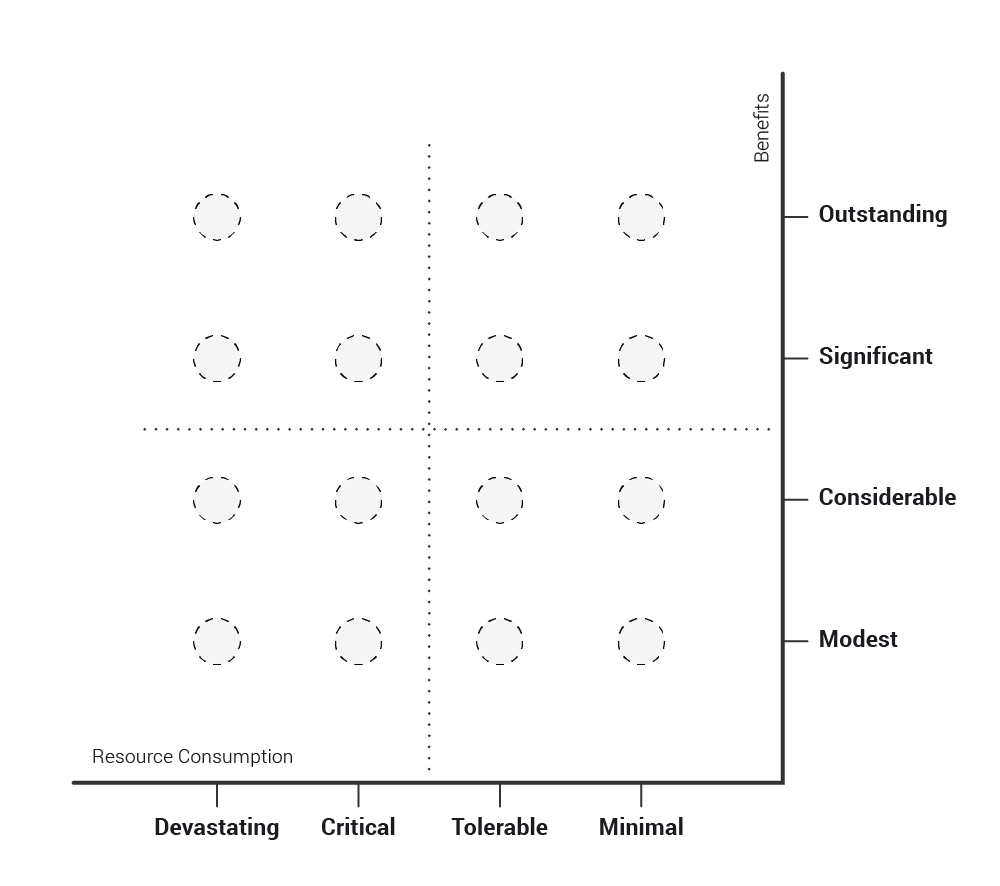 Benefits
Outstanding
Significant
Considerable
Modest
Resource Consumption
Devastating Critical Tolerable Minimal